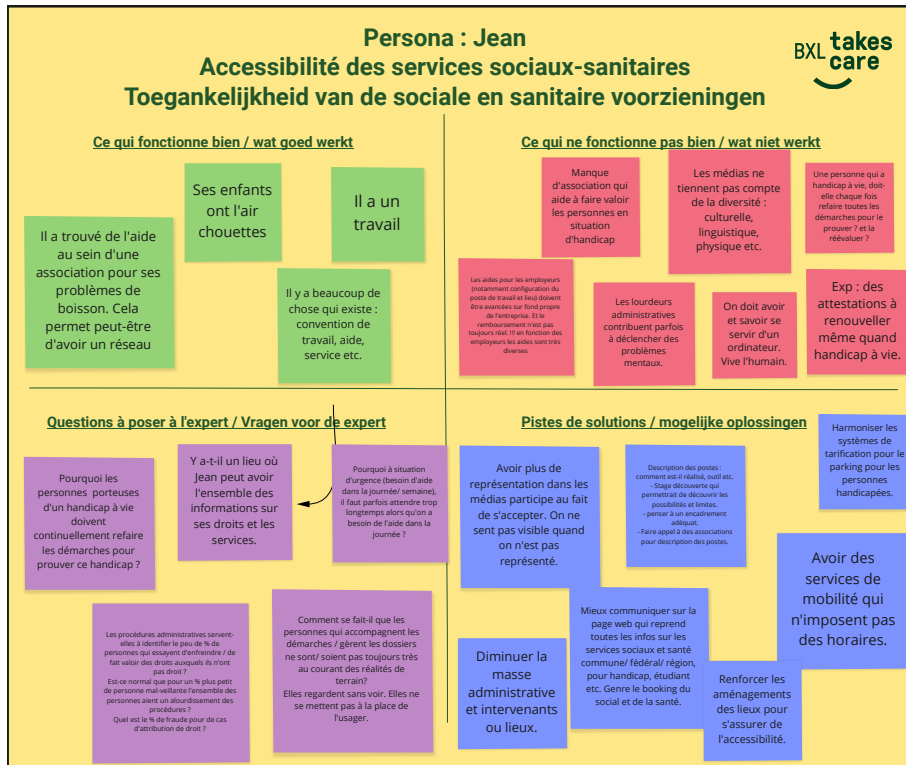 Persona : Jean
Accessibilité des services sociaux-sanitaires
Toegankelijkheid van de sociale en sanitaire voorzieningen
BXL takes
care
Ce qui fonctionne bien / wat goed werkt
Il a trouvé de l'aide
au sein d'une
association pour ses
problèmes de
boisson. Cela
permet peut-être
d'avoir un réseau
Ses enfants
ont l'air
chouettes
Il a un
travail
Il y a beaucoup de
chose qui existe :
convention de
travail, aide,
service etc.
Ce qui ne fonctionne pas bien / wat niet werkt
Manque
d'association qui
aide à faire valoir
les personnes en
situation
d'handicap
Les médias ne
tiennent pas compte
de la diversité :
culturelle,
linguistique,
physique etc.
Une personne qui a
handicap à vie, doit-
elle chaque fois
refaire toutes les
démarches pour le
prouver ? et la
réévaluer ?
Les aides pour les employeurs
(notamment configuration du
poste de travail et lieu) doivent
être avancées sur fond propre
de l'entreprise. Et le
remboursement n'est pas
toujours réel. !!! en fonction des
employeurs les aides sont très
diverses
Les lourdeurs
administratives
contribuent parfois
à déclencher des
problèmes
mentaux.
On doit avoir
et savoir se
servir d'un
ordinateur.
Vive l'humain.
Exp : des
attestations à
renouveller
même quand
handicap à vie.
Questions à poser à l'expert / Vragen voor de expert
Pourquoi les
personnes porteuses
d'un handicap à vie
doivent
continuellement refaire
les démarches pour
prouver ce handicap ?
Y a-t-il un lieu où
Jean peut avoir
l'ensemble des
informations sur
ses droits et les
services.
Pourquoi à situation
d'urgence (besoin d'aide
dans la journée/ semaine),
il faut parfois attendre trop
longtemps alors qu'on a
besoin de l'aide dans la
journée ?
Les procédures administratives servent-
elles à identifier le peu de % de
personnes qui essayent d'enfreindre / de
fait valoir des droits auxquels ils n'ont
pas droit ?
Est-ce normal que pour un % plus petit
de personne mal-veillante l'ensemble des
personnes aient un alourdissement des
procédures ?
Quel est le % de fraude pour de cas
d'attribution de droit ?
Comment se fait-il que les
personnes qui accompagnent les
démarches / gèrent les dossiers
ne sont/ soient pas toujours très
au courant des réalités de
terrain?
Elles regardent sans voir. Elles ne
se mettent pas à la place de
l'usager.
Pistes de solutions / mogelijke oplossingen
Avoir plus de
représentation dans les
médias participe au fait
de s'accepter. On ne
sent pas visible quand
on n'est pas
représenté.
Description des postes :
comment est-il réalisé, outil etc.
- Stage découverte qui
permettrait de découvrir les
possibilités et limites.
- penser à un encadrement
adéquat.
- Faire appel à des associations
pour description des postes.
Harmoniser les
systèmes de
tarification pour le
parking pour les
personnes
handicapées.
Avoir des
services de
mobilité qui
n'imposent pas
des horaires.
Diminuer la
masse
administrative
et intervenants
ou lieux.
Mieux communiquer sur la
page web qui reprend
toutes les infos sur les
services sociaux et santé
commune/ fédéral/ région,
pour handicap, étudiant
etc. Genre le booking du
social et de la santé.
Renforcer les
aménagements
des lieux pour
s'assurer de
l'accessibilité.